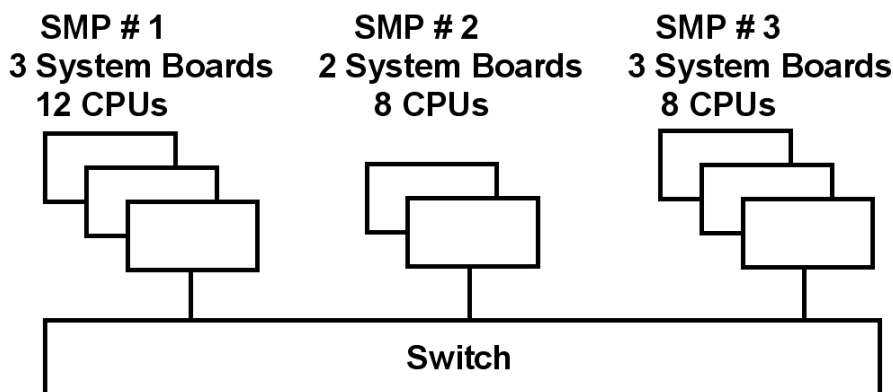 SMP # 1
3 System Boards
12 CPUs
SMP # 2
2 System Boards
8 CPUs
SMP # 3
3 System Boards
8 CPUs
Switch